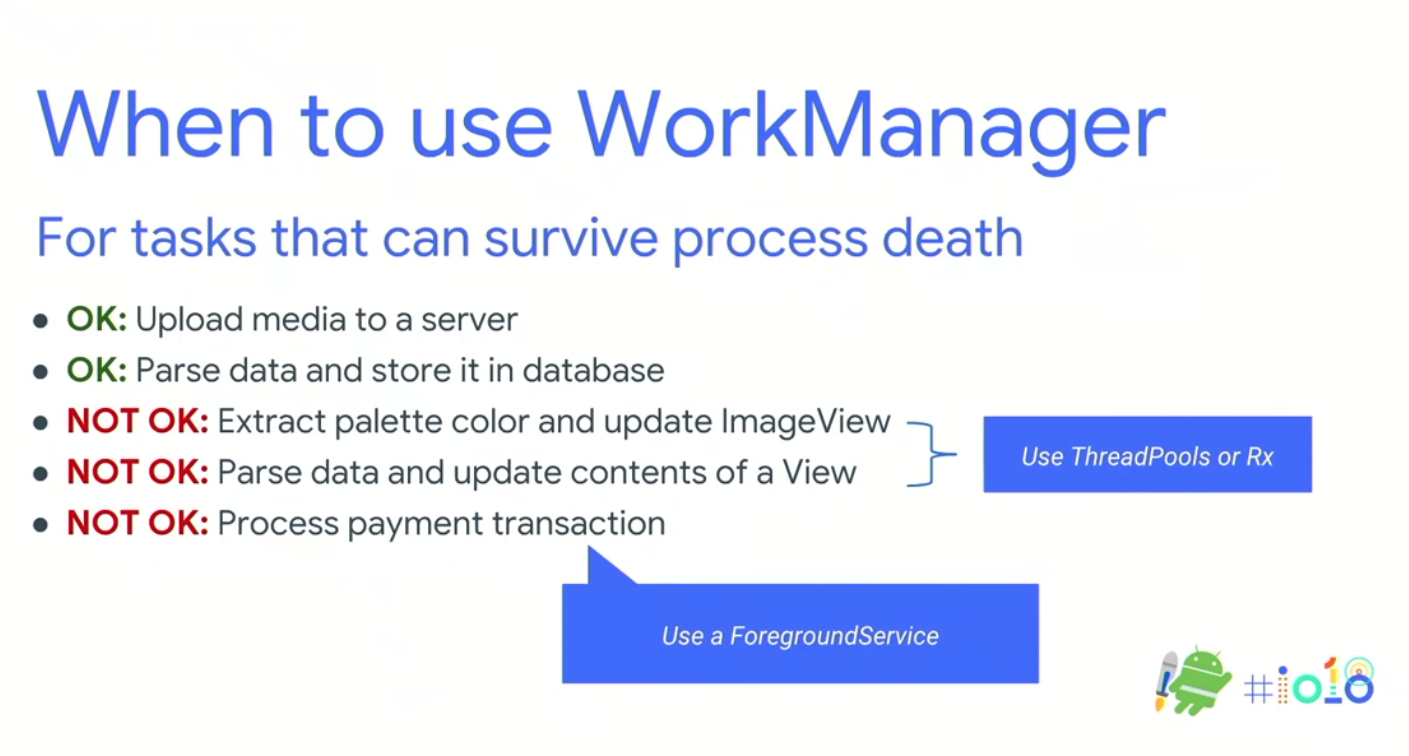 When to use WorkManager
For tasks that can survive process death
● OK: Upload media to a server
● OK: Parse data and store it in database
● NOT OK: Extract palette color and update ImageView
● NOT OK: Parse data and update contents of a View
Use ThreadPools or Rx
● NOT OK: Process payment transaction
Use a ForegroundService
#io18